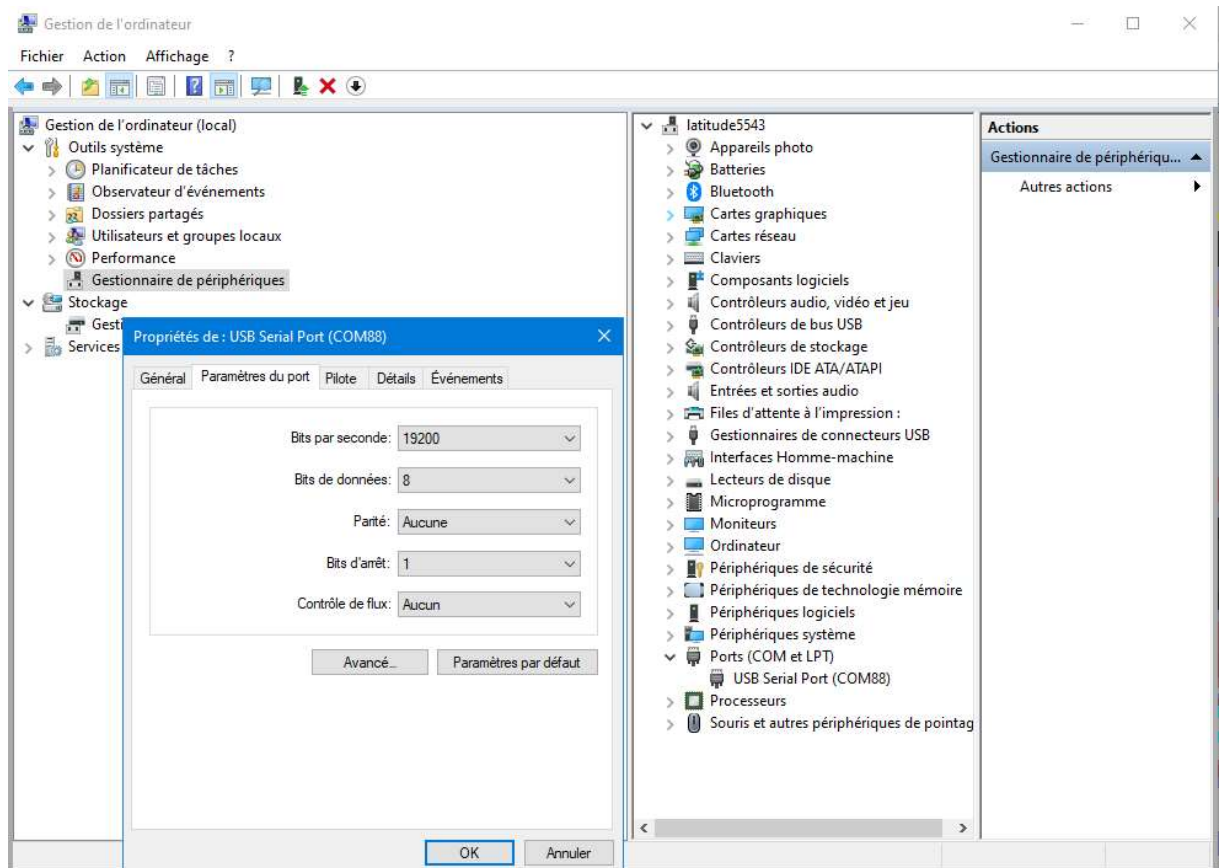 Gestion de l'ordinateur
Fichier Action Affichage ?
Gestion de l'ordinateur (local)
Outils système
Planificateur de tâches
Observateur d'événements
Dossiers partagés
Utilisateurs et groupes locaux
Performance
Gestionnaire de périphériques
Stockage
Gesti
Services
Propriétés de : USB Serial Port (COM88)
Général Paramètres du port Pilote Détails Événements
Bits par seconde: 19200
Bits de données: 8
Parité: Aucune
Bits d'arrêt: 1
Contrôle de flux: Aucun
Avancé... Paramètres par défaut
OK Annuler
latitude5543
Appareils photo
Batteries
Bluetooth
Cartes graphiques
Cartes réseau
Claviers
Composants logiciels
Contrôleurs audio, vidéo et jeu
Contrôleurs de bus USB
Contrôleurs de stockage
Contrôleurs IDE ATA/ATAPI
Entrées et sorties audio
Files d'attente à l'impression :
Gestionnaires de connecteurs USB
Interfaces Homme-machine
Lecteurs de disque
Microprogramme
Moniteurs
Ordinateur
Périphériques de sécurité
Périphériques de technologie mémoire
Périphériques logiciels
Périphériques système
Ports (COM et LPT)
USB Serial Port (COM88)
Processeurs
Souris et autres périphériques de pointag
Actions
Gestionnaire de périphériqu...
Autres actions